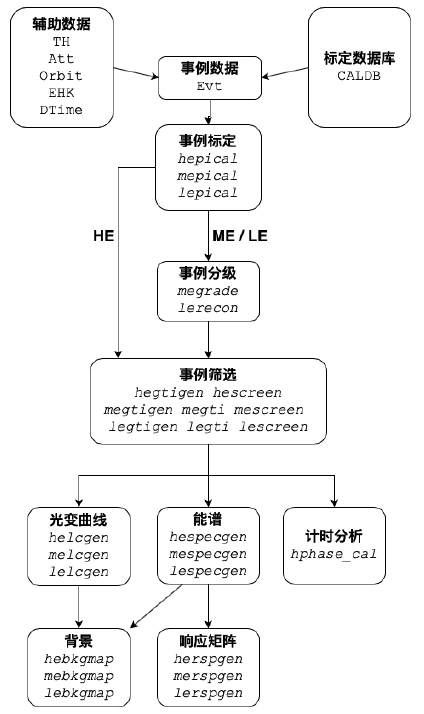 辅助数据
TH
Att
Orbit
EHK
DTime
事例数据
Evt
标定数据库
CALDB
事例标定
hepical
mepical
lepical
HE
ME / LE
事例分级
megrade
lerecon
事例筛选
hegtigen hescreen
megtigen megti mescreen
legtigen legti lescreen
光变曲线
helcgen
melcgen
lelcgen
能谱
hespecgen
mespecgen
lespecgen
计时分析
hphase_cal
背景
hebkgmap
mebkgmap
lebkgmap
响应矩阵
herspgen
merspgen
lerspgen